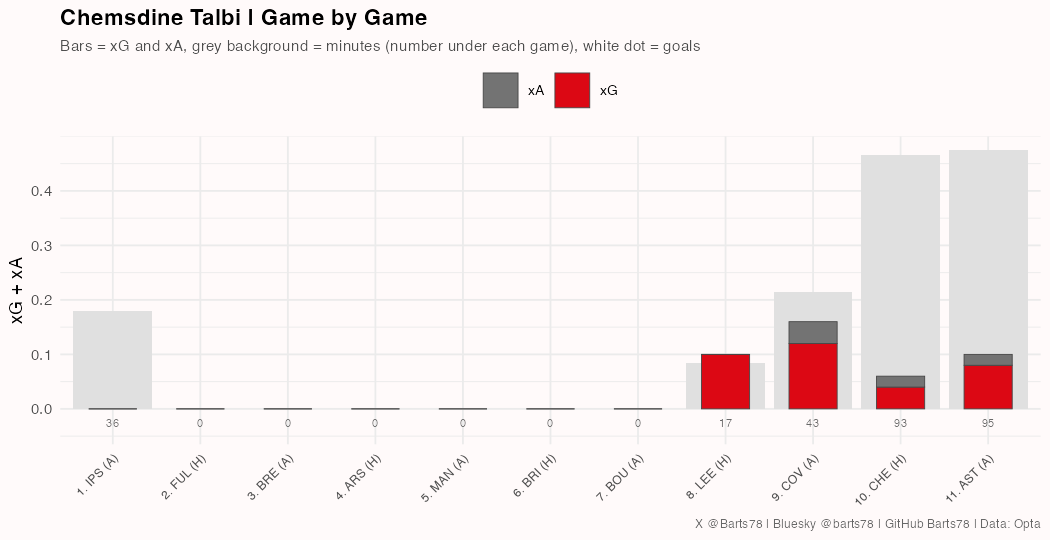 Chemsdine Talbi I Game by Game
Bars = xG and xA, grey background = minutes (number under each game), white dot = goals
xA xG
xG + xA
0.4
0.3
0.2
0.1
0.0
36 0 0 0 0 0 0 17 43 93 95
1. IPS (A) 2. FUL (H) 3. BRE (A) 4. ARS (H) 5. MAN (A) 6. BRI (H) 7. BOU (A) 8. LEE (H) 9. COV (A) 10. CHE (H) 11. AST (A)
X @Barts78 I Bluesky @barts78 I GitHub Barts78 I Data: Opta